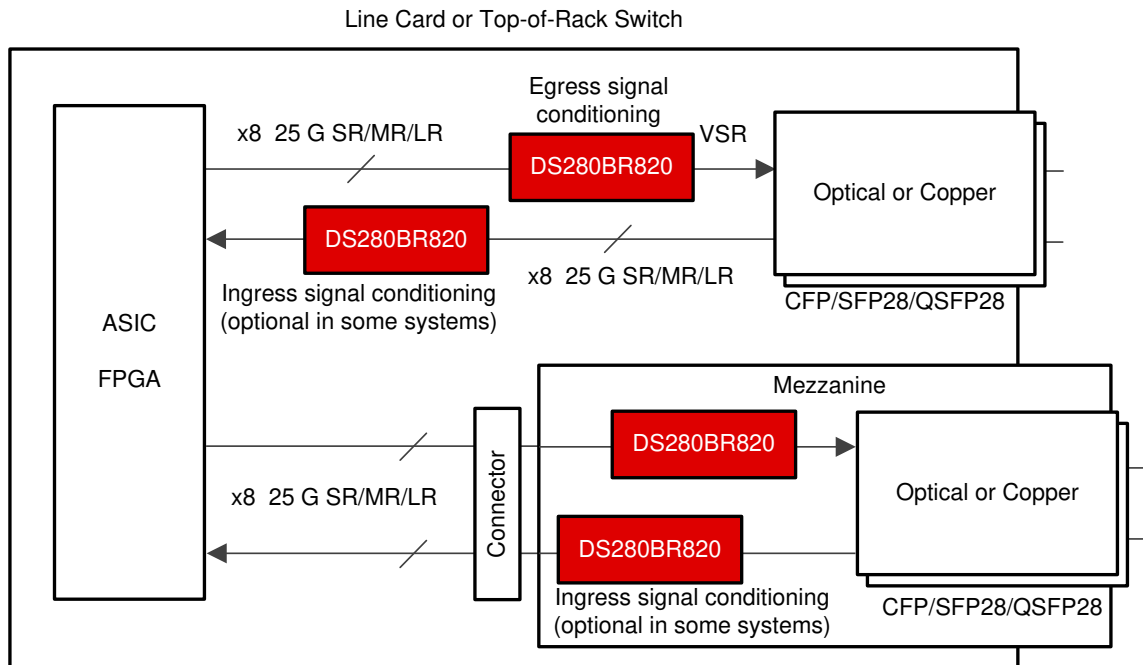 Line Card or Top-of-Rack Switch
Egress signal
conditioning
x8 25 G SR/MR/LR
VSR
DS280BR820
Optical or Copper
DS280BR820
x8 25 G SR/MR/LR
Ingress signal conditioning
(optional in some systems)
CFP/SFP28/QSFP28
ASIC
FPGA
Mezzanine
DS280BR820
x8 25 G SR/MR/LR
Connector
Optical or Copper
DS280BR820
Ingress signal conditioning
(optional in some systems)
CFP/SFP28/QSFP28